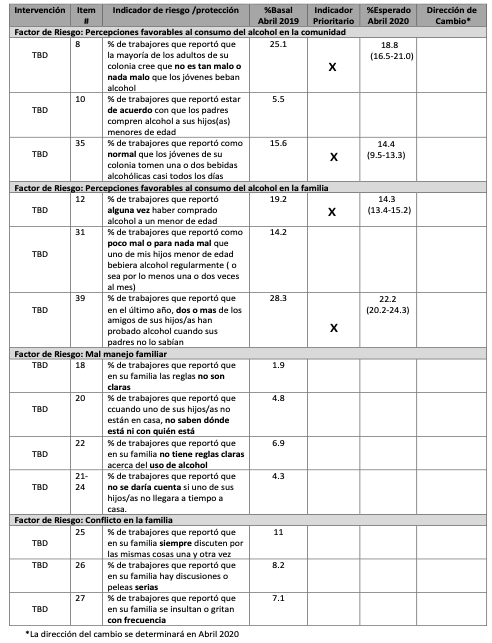 Intervención Item Indicador de riesgo /protección %Basal Indicador %Esperado Dirección de
# Abril 2019 Prioritario Abril 2020 Cambio*
Factor de Riesgo: Percepciones favorables al consumo del alcohol en la comunidad
TBD 8 % de trabajadores que reportó que 25.1 X 18.8
la mayoría de los adultos de su (16.5-21.0)
colonia cree que no es tan malo o
nada malo que los jóvenes beban
alcohol
TBD 10 % de trabajadores que reportó estar 5.5
de acuerdo con que los padres
compren alcohol a sus hijos(as)
menores de edad
TBD 35 % de trabajadores que reportó como 15.6 X 14.4
normal que los jóvenes de su (9.5-13.3)
colonia tomen una o dos bebidas
alcohólicas casi todos los días
Factor de Riesgo: Percepciones favorables al consumo del alcohol en la familia
TBD 12 % de trabajadores que reportó 19.2 X 14.3
alguna vez haber comprado (13.4-15.2)
alcohol a un menor de edad
TBD 31 % de trabajadores que reportó como 14.2
poco mal o para nada mal que
uno de mis hijos menor de edad
bebiera alcohol regularmente ( o
sea por lo menos una o dos veces
al mes)
TBD 39 % de trabajadores que reportó que 28.3 X 22.2
en el último año, dos o mas de los (20.2-24.3)
amigos de sus hijos/as han
probado alcohol cuando sus
padres no lo sabían
Factor de Riesgo: Mal manejo familiar
TBD 18 % de trabajadores que reportó que 1.9
en su familia las reglas no son
claras
TBD 20 % de trabajadores que reportó que 4.8
ccuando uno de sus hijos/as no
están en casa, no saben dónde
está ni con quién está
TBD 22 % de trabajadores que reportó que 6.9
en su familia no tiene reglas claras
acerca del uso de alcohol
TBD 21- % de trabajadores que reportó que 4.3
24 no se daría cuenta si uno de sus
hijos/as no llegara a tiempo a
casa.
Factor de Riesgo: Conflicto en la familia
TBD 25 % de trabajadores que reportó que 11
en su familia siempre discuten por
las mismas cosas una y otra vez
TBD 26 % de trabajadores que reportó que 8.2
en su familia hay discusiones o
peleas serias
TBD 27 % de trabajadores que reportó que 7.1
en su familia se insultan o gritan
con frecuencia
*La dirección del cambio se determinará en Abril 2020